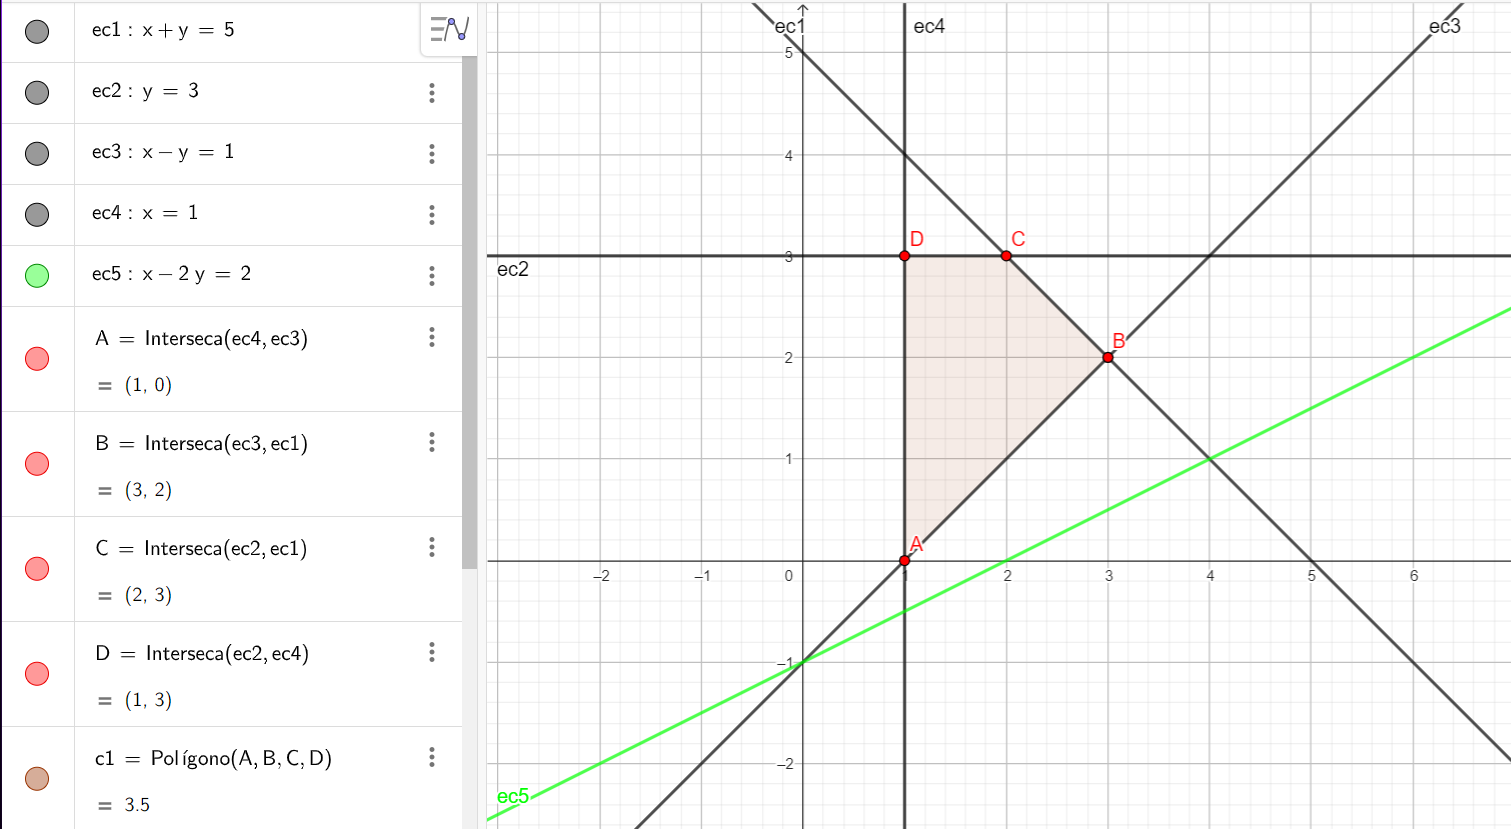 ec1 : x + y = 5
ec2 : y = 3
ec3 : x − y = 1
ec4 : x = 1
ec5 : x − 2 y = 2
A = Interseca(ec4, ec3)
= (1, 0)
B = Interseca(ec3, ec1)
= (3, 2)
C = Interseca(ec2, ec1)
= (2, 3)
D = Interseca(ec2, ec4)
= (1, 3)
c1 = Polígono(A, B, C, D)
= 3.5
ec1 ec4 ec3
5
4
D C
3
ec2
B
2
1
A
−2 −1 0 1 2 3 4 5 6
−1
−2
ec5